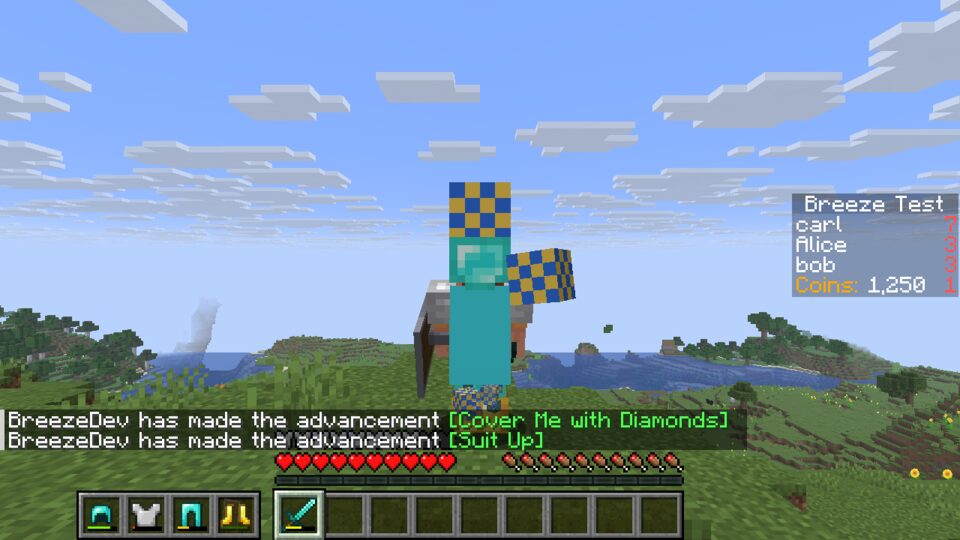 Breeze Test
carl
Alice 3
bob 3
Coins: 1,250 1
BreezeDev has made the advancement [Cover Me with Diamonds]
BreezeDev has made the advancement [Suit Up]